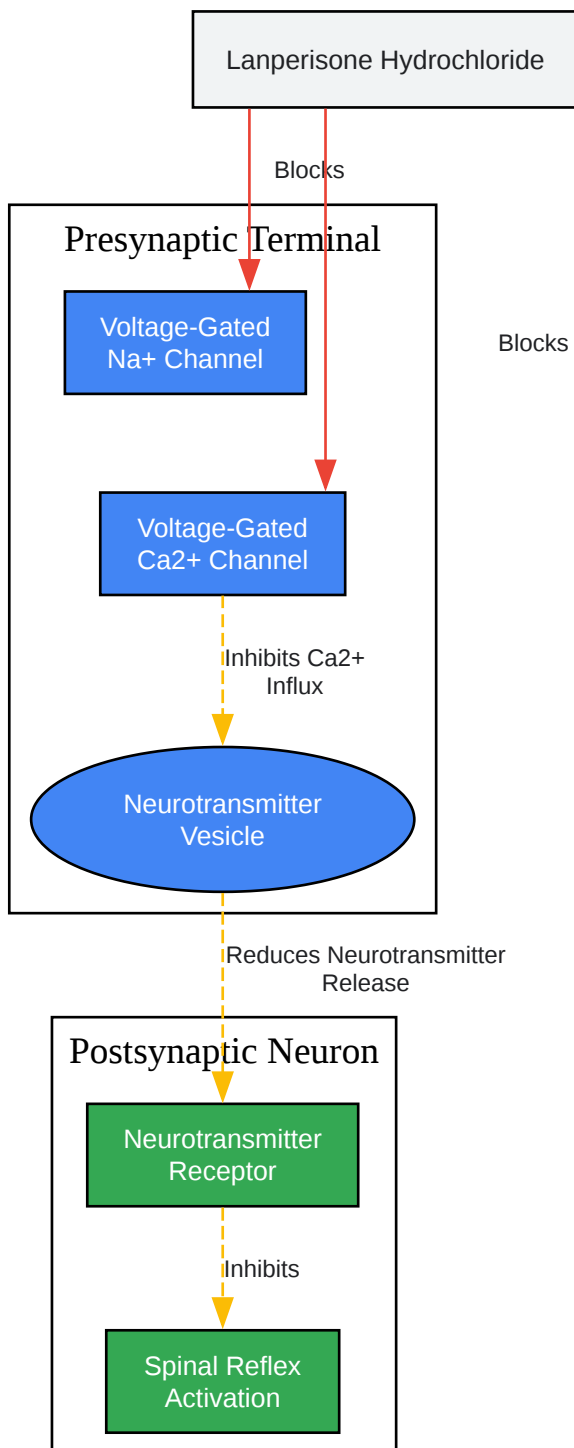 Lanperisone Hydrochloride
Blocks
Presynaptic Terminal
Voltage-Gated
Na+ Channel
Blocks
Voltage-Gated
Ca2+ Channel
Inhibits Ca2+
Influx
Neurotransmitter
Vesicle
Reduces Neurotransmitter
Release
Postsynaptic Neuron
Neurotransmitter
Receptor
Inhibits
Spinal Reflex
Activation